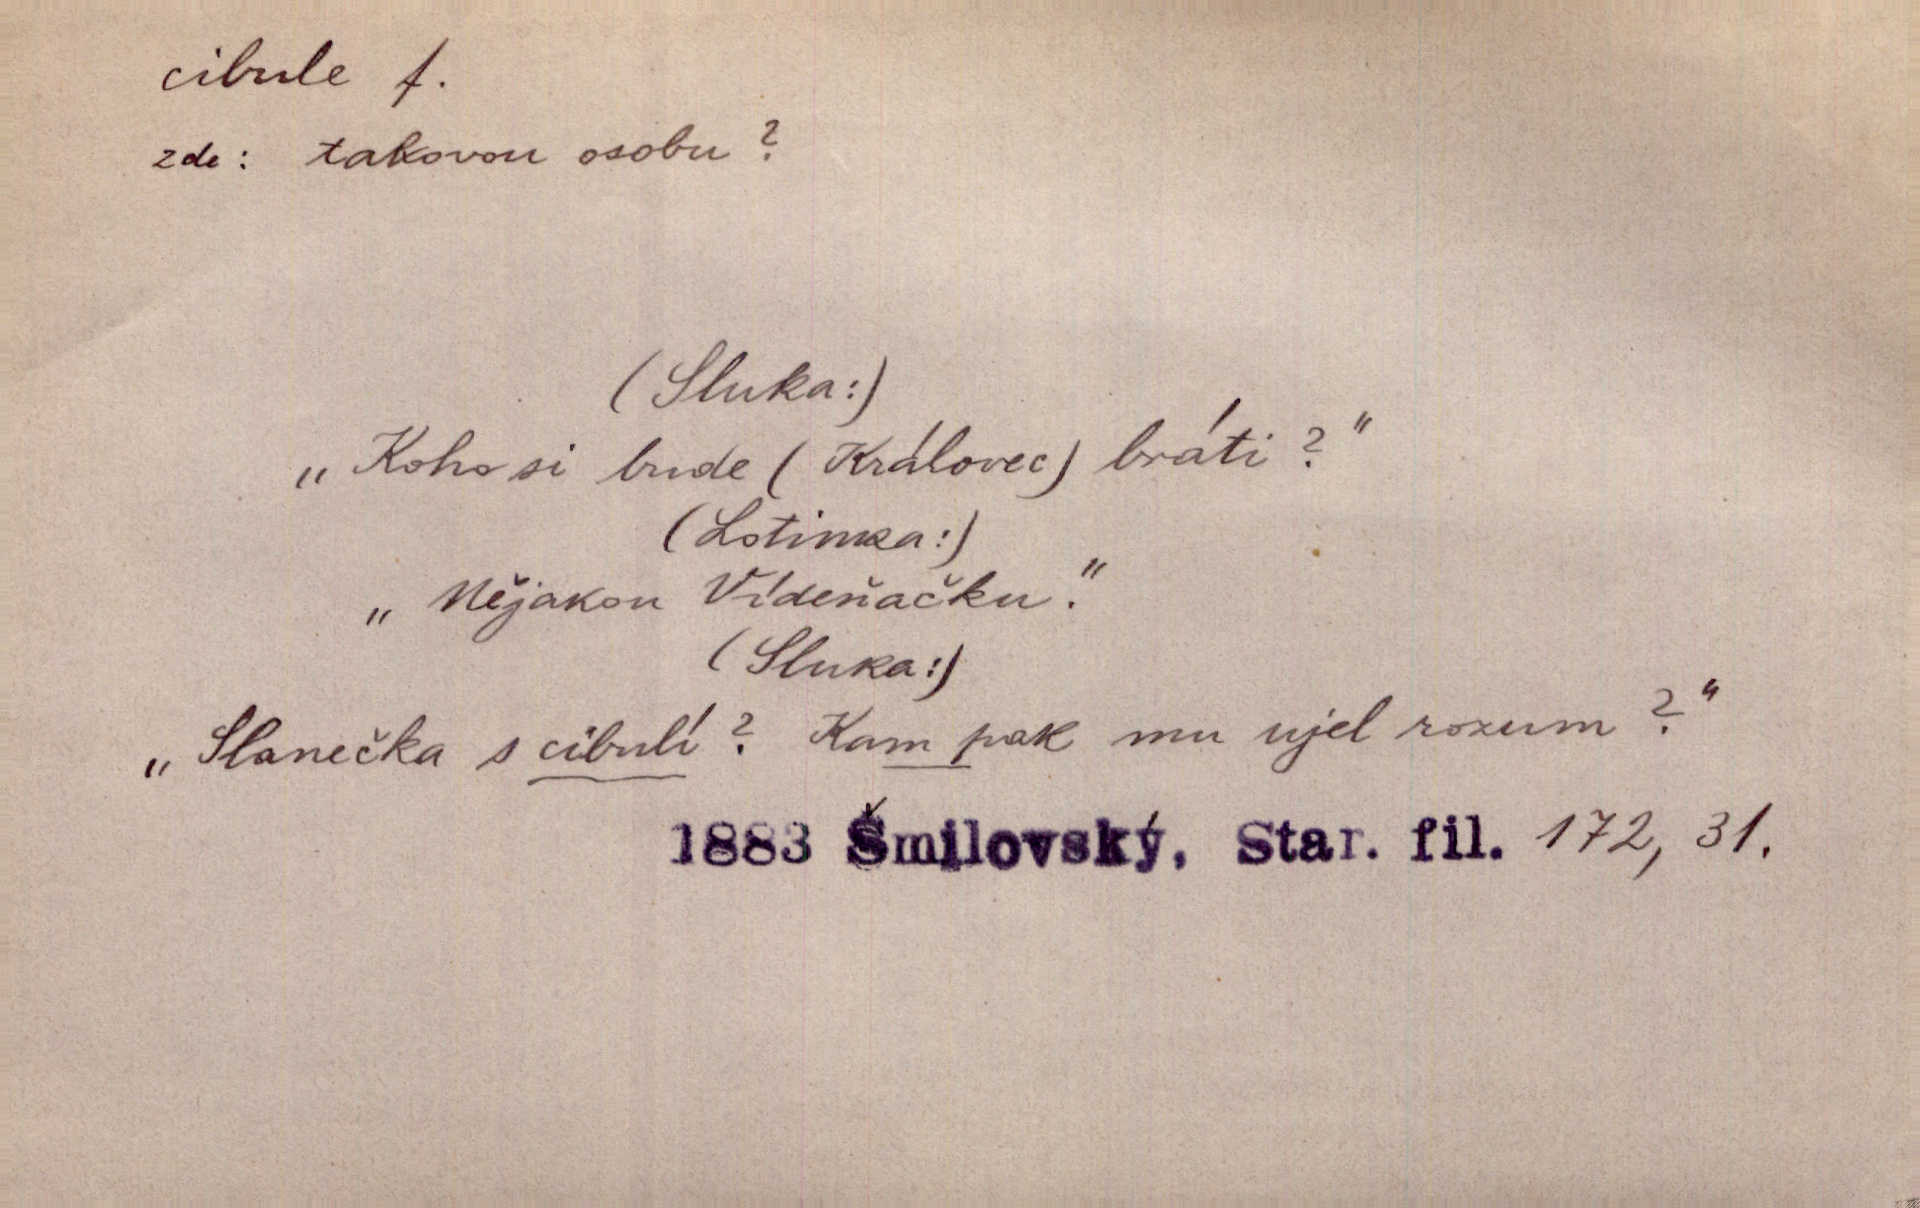 cibule f.
zde: takovou osobu?
(Sluka:)
„Koho si bude (Královec) bráti?"
(Lotinka:)
„Nějakou Vídeňačku."
(Sluka:)
„Slanečka s cibulí? Kam pak mu ujel rozum?"
1883 Šmilovský, Star. fil. 172, 31.